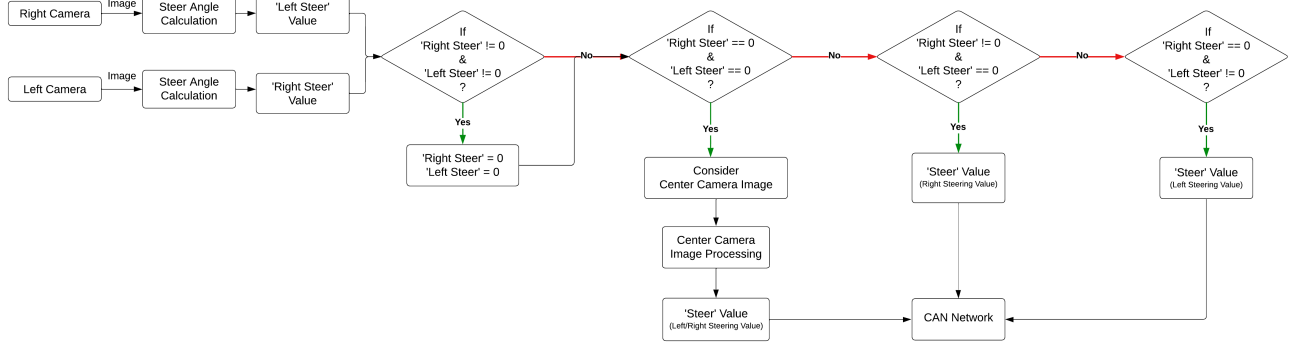 Right Camera
Image
Steer Angle
Calculation
'Left Steer'
Value
Left Camera
Image
Steer Angle
Calculation
'Right Steer'
Value
If
'Right Steer' != 0
&
'Left Steer' != 0
?
No
Yes
'Right Steer' = 0
'Left Steer' = 0
If
'Right Steer' == 0
&
'Left Steer' == 0
?
No
Yes
Consider
Center Camera Image
Center Camera
Image Processing
'Steer' Value
(Left/Right Steering Value)
If
'Right Steer' != 0
&
'Left Steer' == 0
?
No
Yes
'Steer' Value
(Right Steering Value)
CAN Network
If
'Right Steer' == 0
&
'Left Steer' != 0
?
Yes
'Steer' Value
(Left Steering Value)